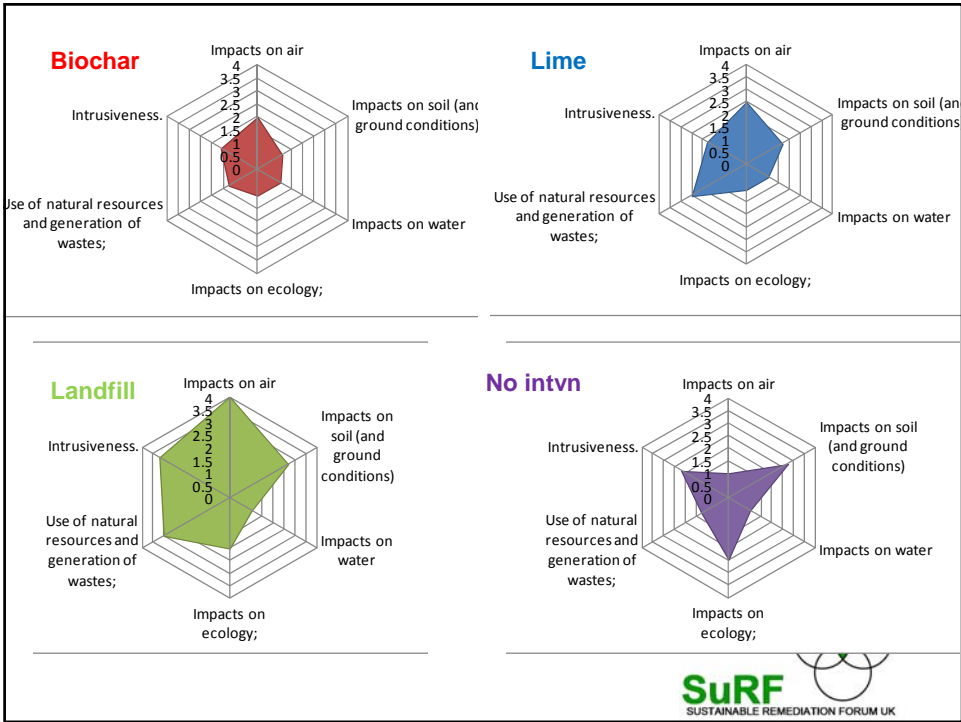 Biochar
Impacts on air
4
3.5
3
2.5
2
1.5
1
0.5
0
Impacts on soil (and
ground conditions)
Impacts on water
Impacts on ecology;
Use of natural resources
and generation of
wastes;
Intrusiveness.
Lime
Impacts on air
4
3.5
3
2.5
2
1.5
1
0.5
0
Impacts on soil (and
ground conditions
Impacts on water
Impacts on ecology;
Use of natural resources
and generation of
wastes;
Intrusiveness.
Landfill
Impacts on air
4
3.5
3
2.5
2
1.5
1
0.5
0
Impacts on
soil (and
ground
conditions)
Impacts on
water
Impacts on
ecology;
Use of natural
resources and
generation of
wastes;
Intrusiveness.
No intvn
Impacts on air
4
3.5
3
2.5
2
1.5
1
0.5
0
Impacts on soil
(and ground
conditions)
Impacts on water
Impacts on
ecology;
Use of natural
resources and
generation of
wastes;
Intrusiveness.
SuRF
SUSTAINABLE REMEDIATION FORUM UK